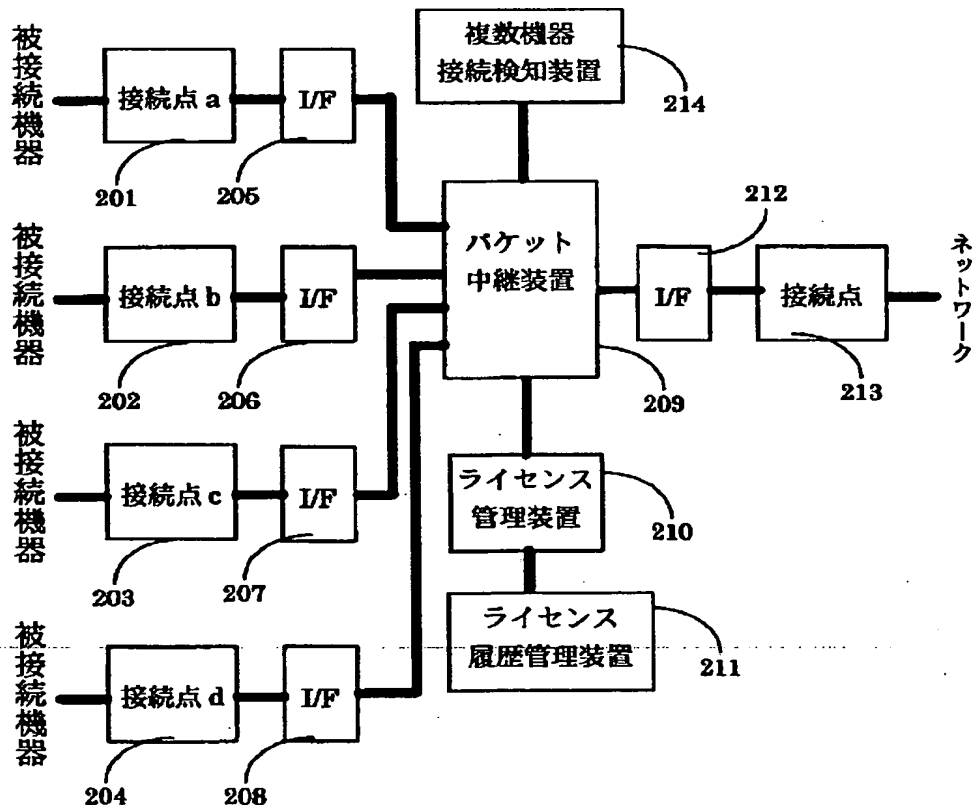 複数機器
接続検知装置
214
被接続機器
接続点 a
I/F
201
205
被接続機器
接続点 b
I/F
202
206
パケット
中継装置
209
212
I/F
接続点
213
ネットワーク
被接続機器
接続点 c
I/F
203
207
ライセンス
管理装置
210
ライセンス
履歴管理装置
211
被接続機器
接続点 d
I/F
204
208